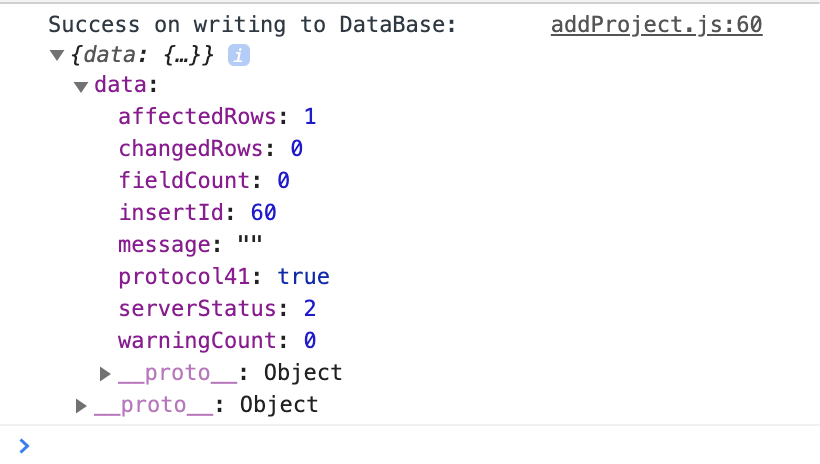 Success on writing to DataBase: addProject.js:60
▼{data: {…}} i
▼data:
affectedRows: 1
changedRows: 0
fieldCount: 0
insertId: 60
message: ""
protocol41: true
serverStatus: 2
warningCount: 0
▶__proto__: Object
▶__proto__: Object
>